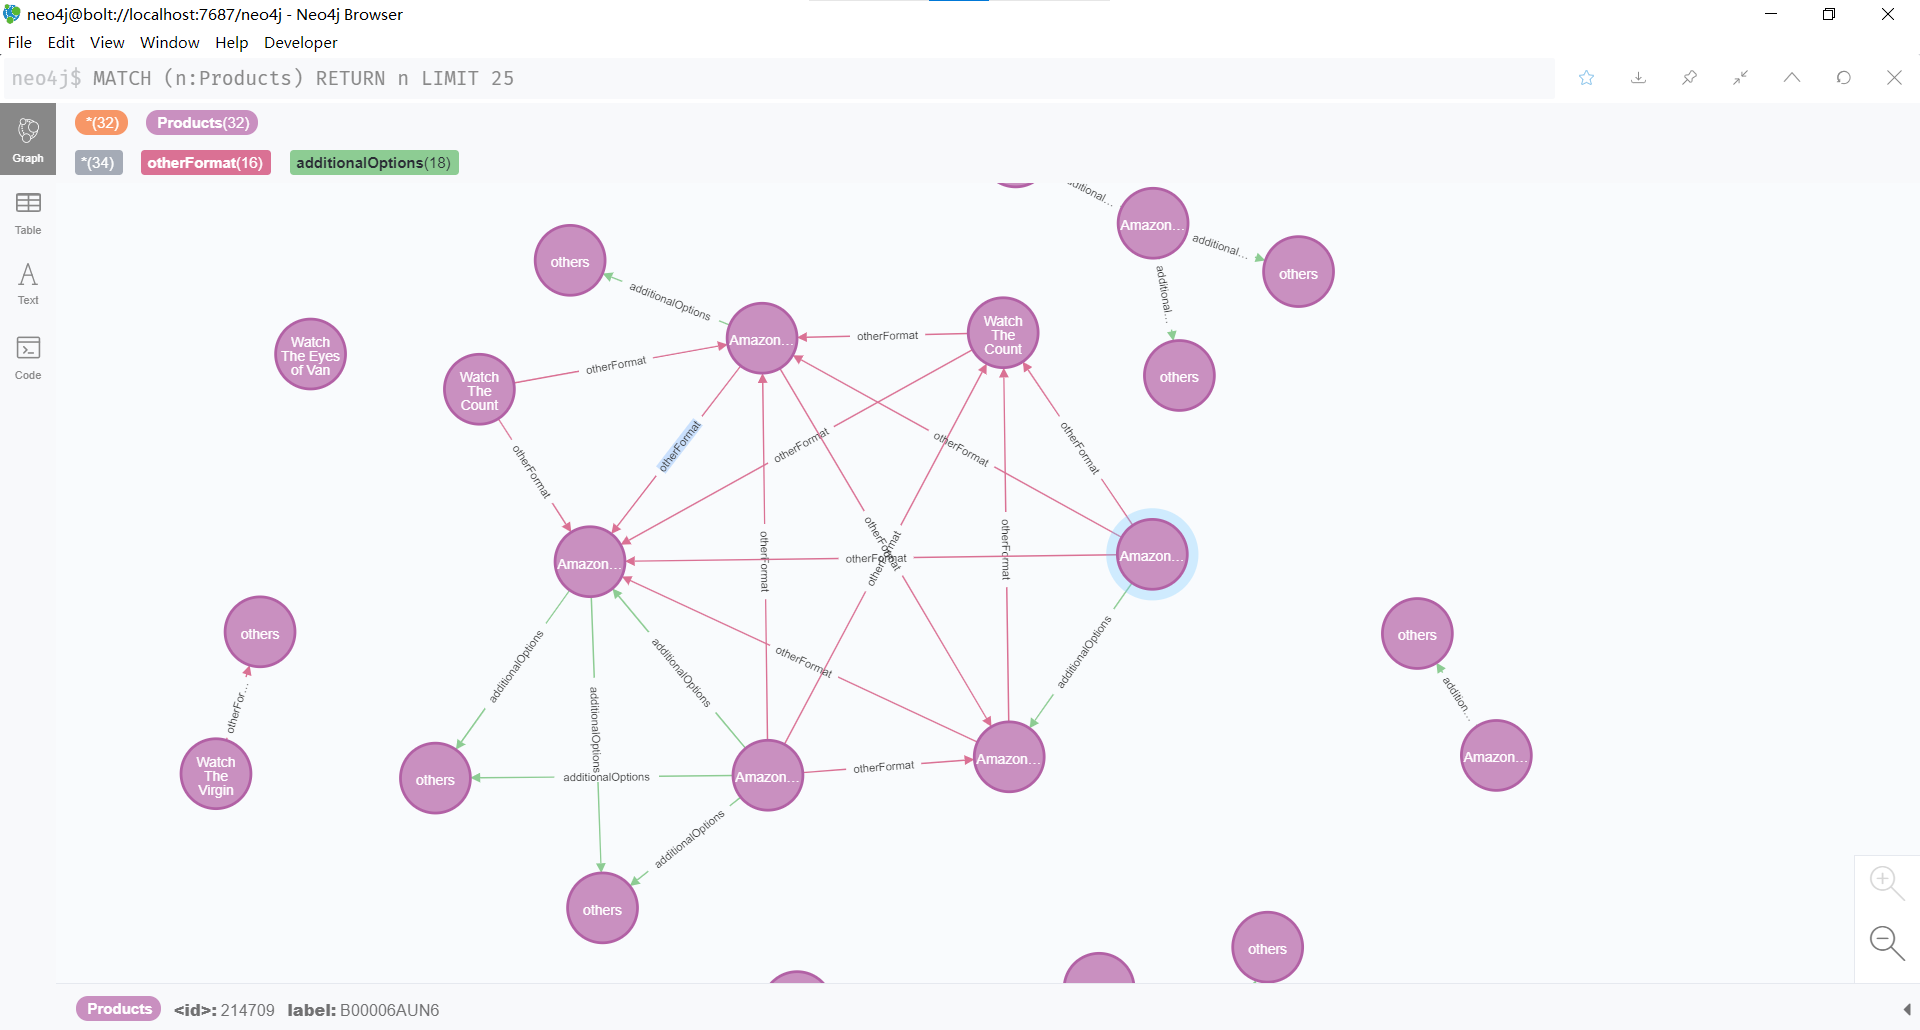 neo4j@bolt://localhost:7687/neo4j - Neo4j Browser
File Edit View Window Help Developer
neo4j$ MATCH (n:Products) RETURN n LIMIT 25
*(32) Products(32)
*(34) otherFormat(16) additionalOptions(18)
Graph
Table
Text
Code
Amazon...
additional...
others
additional...
others
others
additionalOptions
Amazon...
otherFormat
Watch
The
Count
Watch
The Eyes
of Van
Watch
The
Count
otherFormat
otherFormat
otherFormat
otherFormat
otherFormat
otherFormat
otherFormat
otherFormat
otherFormat
otherFormat
otherFormat
Amazon...
otherFormat
Amazon...
additionalOptions
additionalOptions
additionalOptions
additionalOptions
otherFormat
others
otherFor...
Watch
The
Virgin
others
additionalOptions
Amazon...
otherFormat
Amazon...
additionalOptions
others
others
addition...
Amazon...
others
Products <id>: 214709 label: B00006AUN6